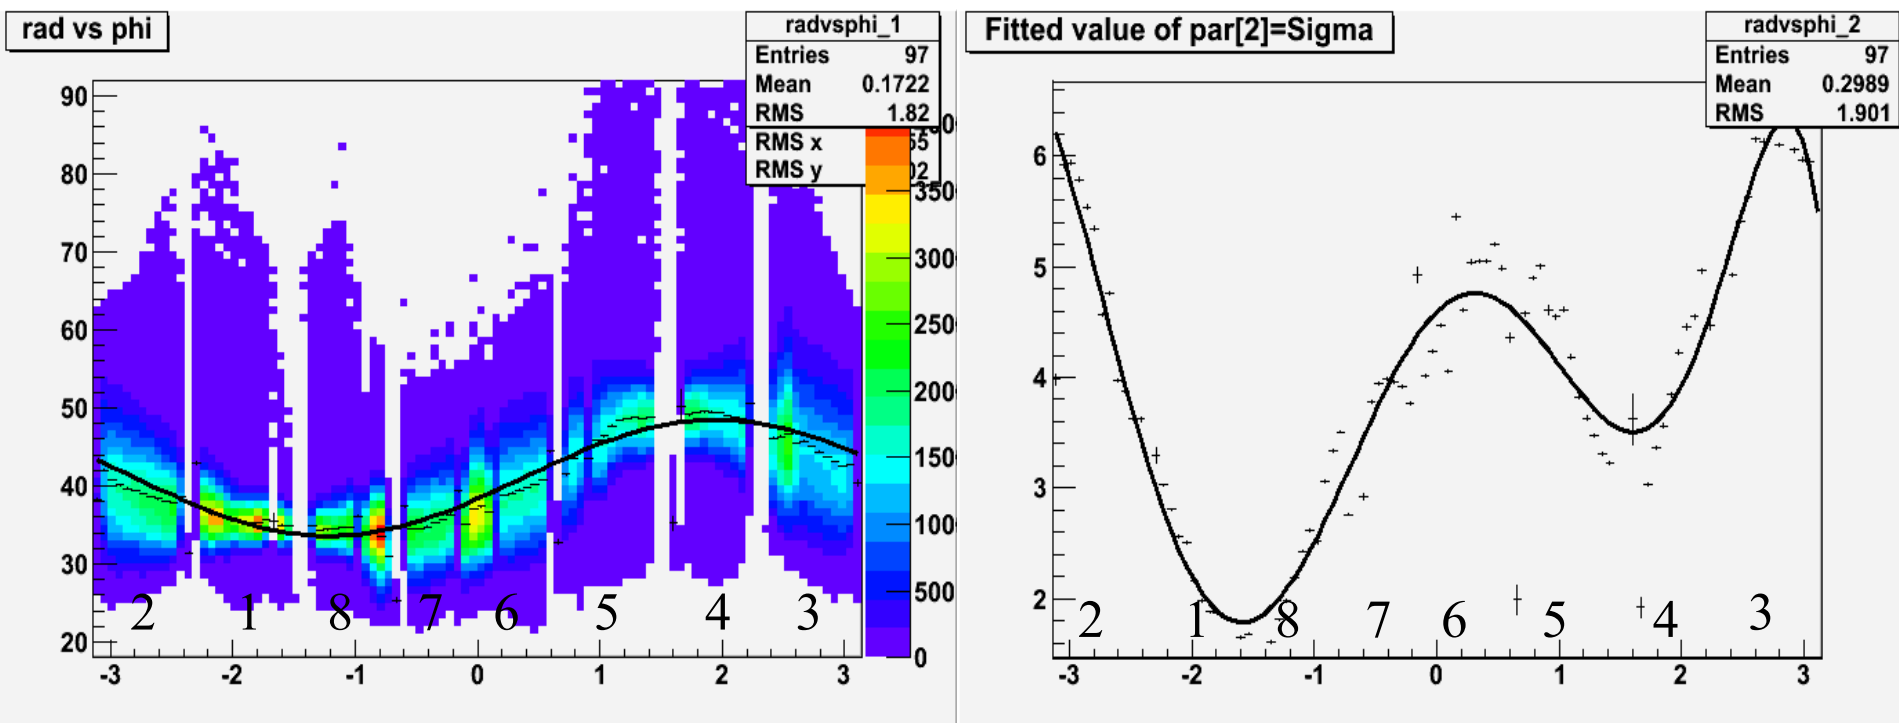 rad vs phi
radvsphi_1
Entries 97
Mean 0.1722
RMS 1.82
RMS x
RMS y
90
80
70
60
50
40
30
20
350
300
250
200
150
100
500
0
2 1 8 7 6 5 4 3
-3 -2 -1 0 1 2 3
Fitted value of par[2]=Sigma
radvsphi_2
Entries 97
Mean 0.2989
RMS 1.901
6
5
4
3
2
2 1 8 7 6 5 4 3
-3 -2 -1 0 1 2 3